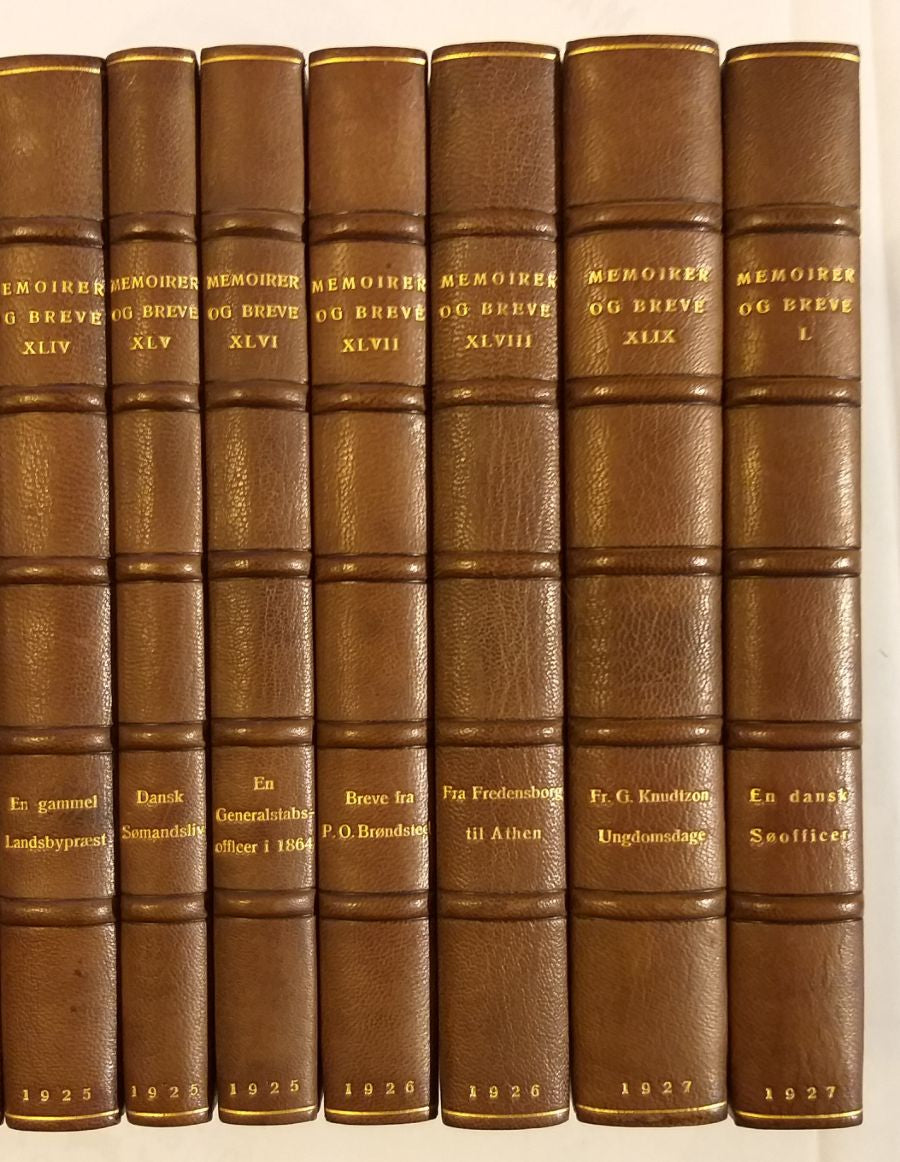 MEMOIRER
OG BREVE
XLIV
En gammel
Landsbypræst
1925
MEMOIRER
OG BREVE
XLV
Dansk
Sømandsliv
1925
MEMOIRER
OG BREVE
XLVI
En
Generalstabs-
officer i 1864
1925
MEMOIRER
OG BREVE
XLVII
Breve fra
P. O. Brøndsted
1926
MEMOIRER
OG BREVE
XLVIII
Fra Fredensborg
til Athen
1926
MEMOIRER
OG BREVE
XLIX
Fr. G. Knudtzon
Ungdomsdage
1927
MEMOIRER
OG BREVE
L
En dansk
Søofficer
1927